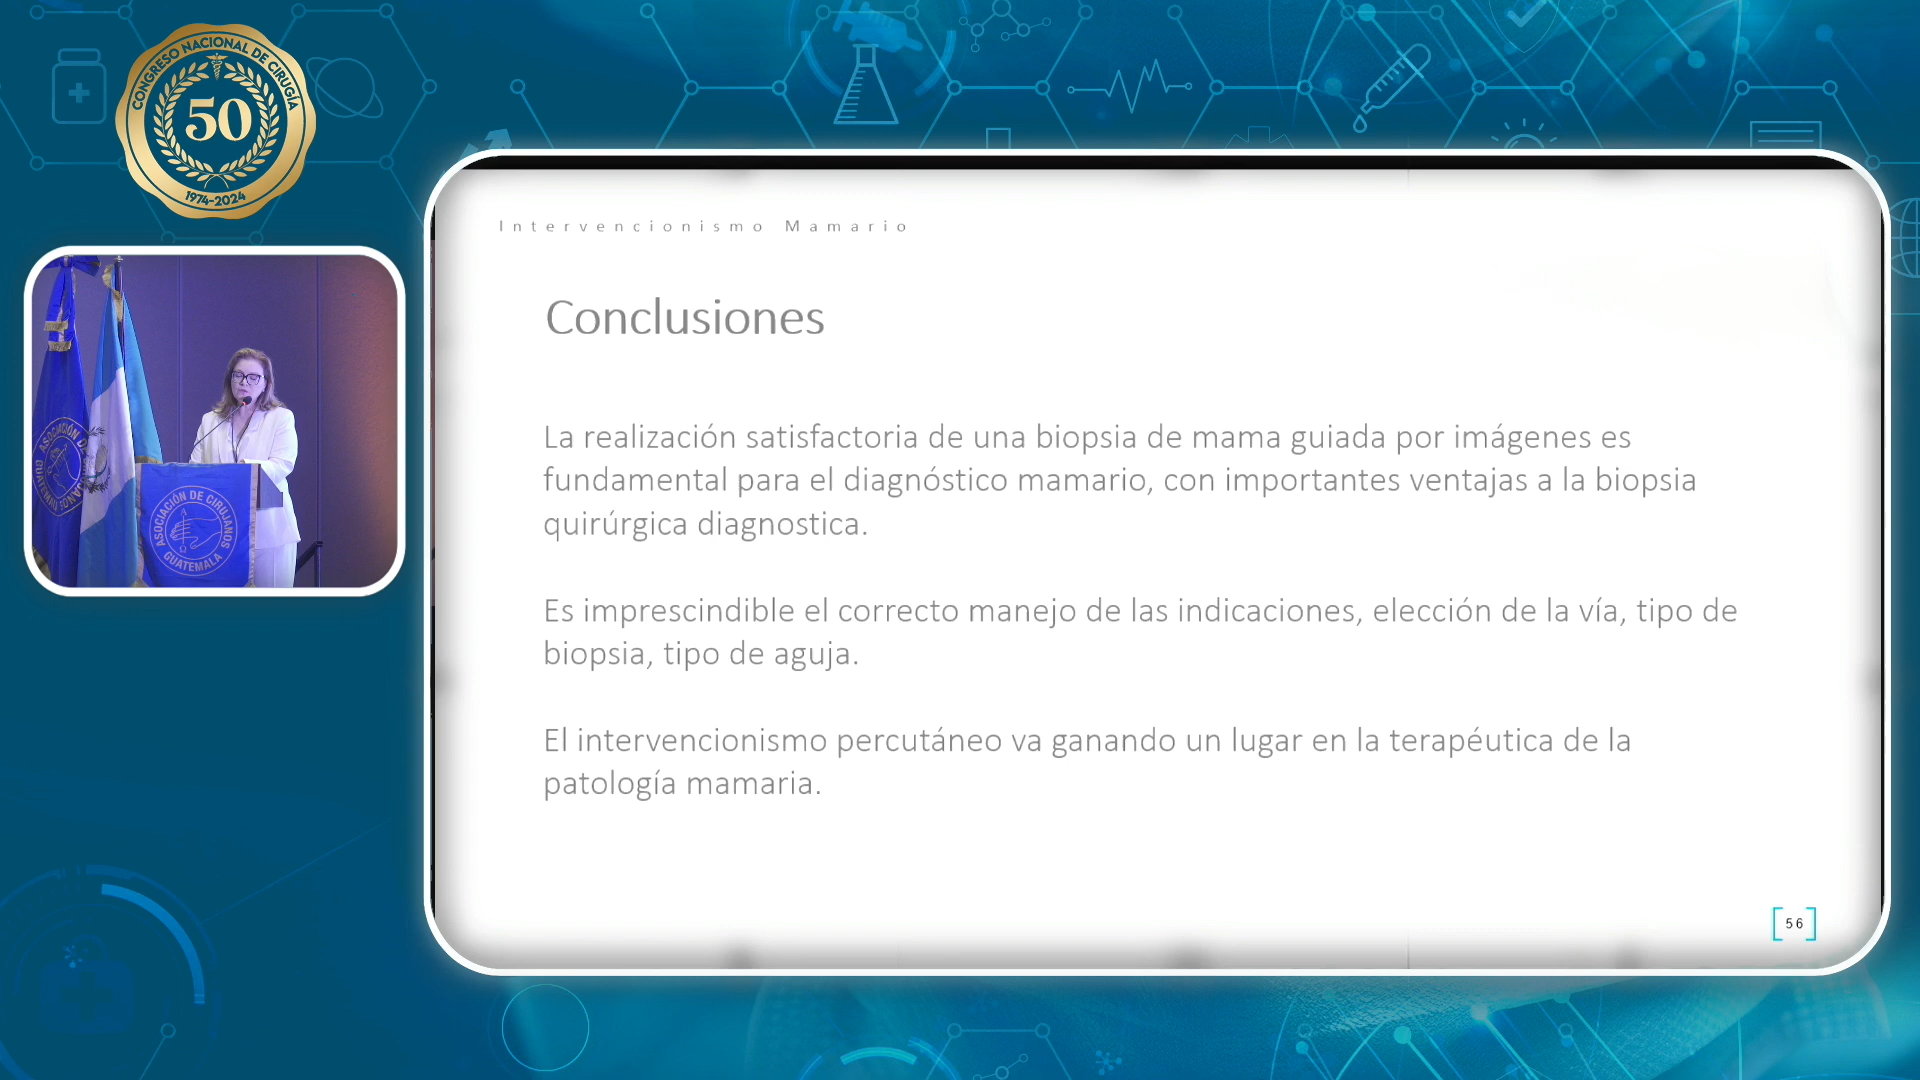 CONGRESO NACIONAL DE CIRUGÍA
50
1974-2024
Intervencionismo Mamario
Conclusiones
La realización satisfactoria de una biopsia de mama guiada por imágenes es
fundamental para el diagnóstico mamario, con importantes ventajas a la biopsia
quirúrgica diagnostica.
Es imprescindible el correcto manejo de las indicaciones, elección de la vía, tipo de
biopsia, tipo de aguja.
El intervencionismo percutáneo va ganando un lugar en la terapéutica de la
patología mamaria.
56
ASOCIACIÓN DE CIRUJANOS
GUATEMALA